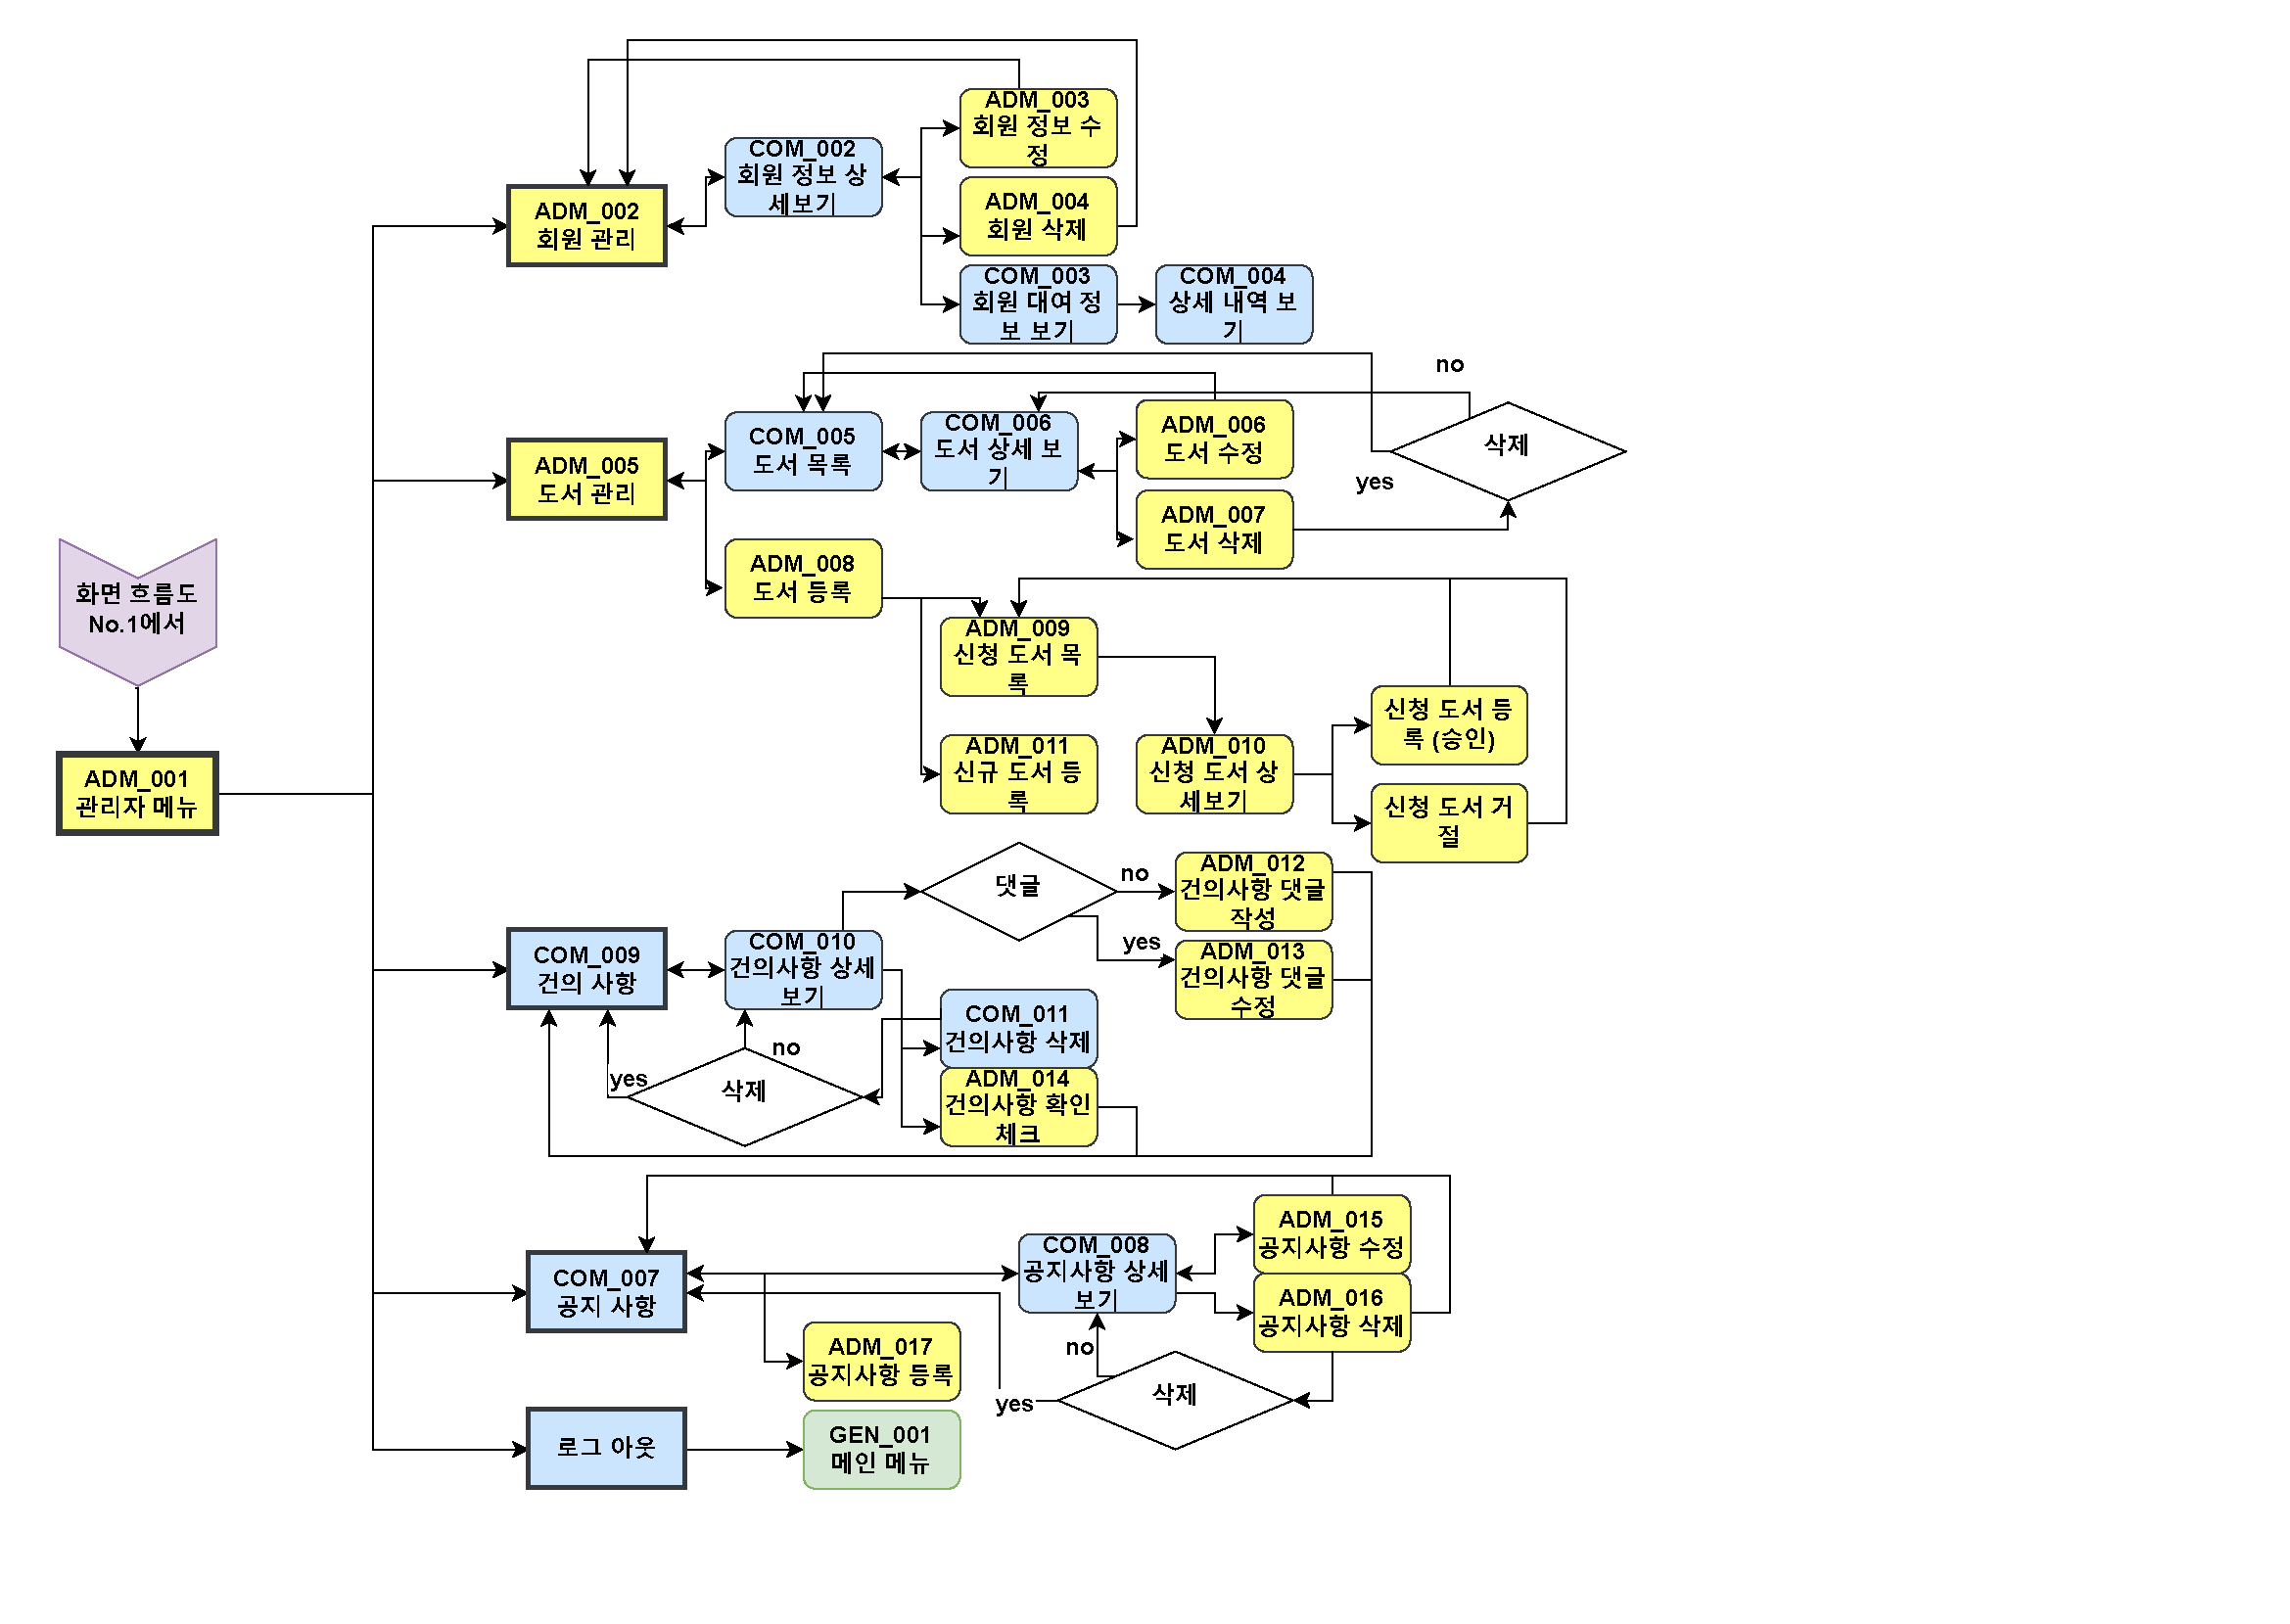 ADM_003
회원 정보 수
정
COM_002
회원 정보 상
세보기
ADM_002
회원 관리
ADM_004
회원 삭제
COM_003
회원 대여 정
보 보기
COM_004
상세 내역 보
기
no
COM_005
도서 목록
COM_006
도서 상세 보
기
ADM_006
도서 수정
삭제
yes
ADM_005
도서 관리
ADM_007
도서 삭제
ADM_008
도서 등록
화면 흐름도
No.1에서
ADM_009
신청 도서 목
록
신청 도서 등
록 (승인)
ADM_001
관리자 메뉴
ADM_011
신규 도서 등
록
ADM_010
신청 도서 상
세보기
신청 도서 거
절
댓글
no
ADM_012
건의사항 댓글
작성
yes
ADM_013
건의사항 댓글
수정
COM_009
건의 사항
COM_010
건의사항 상세
보기
COM_011
건의사항 삭제
no
yes
삭제
ADM_014
건의사항 확인
체크
ADM_015
공지사항 수정
COM_008
공지사항 상세
보기
COM_007
공지 사항
ADM_016
공지사항 삭제
ADM_017
공지사항 등록
no
yes
삭제
로그 아웃
GEN_001
메인 메뉴